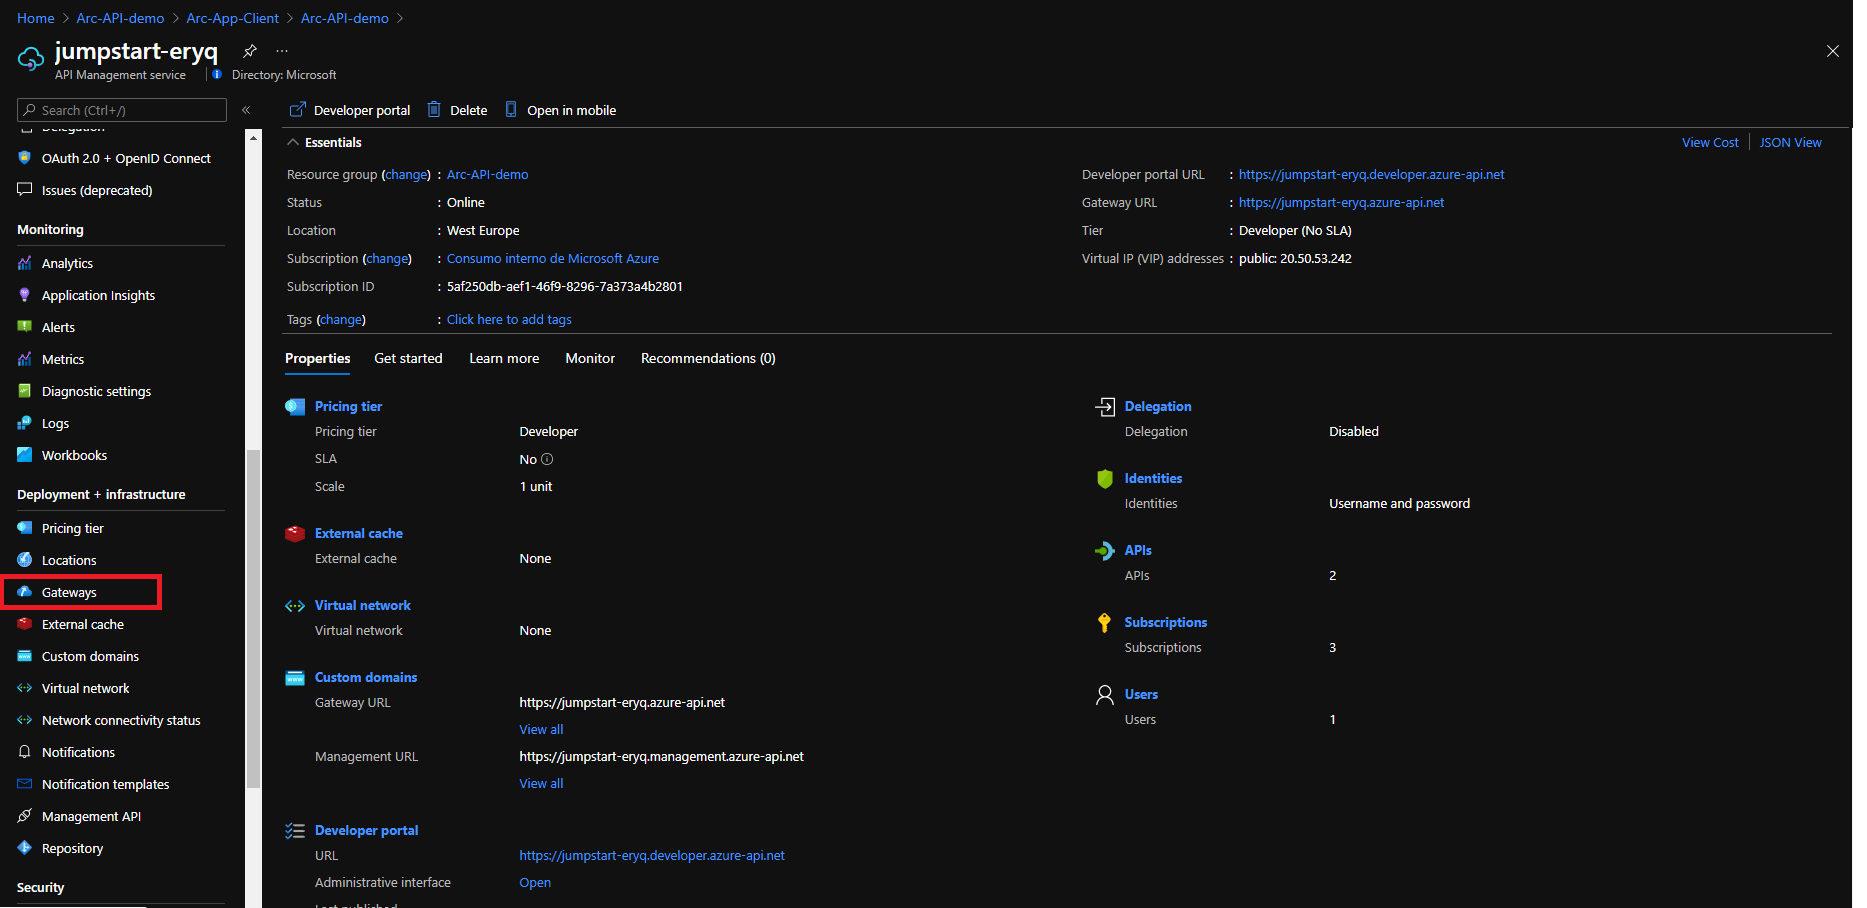 Home > Arc-API-demo > Arc-App-Client > Arc-API-demo >
jumpstart-eryq
...
API Management service
Directory: Microsoft
Search (Ctrl+/)
«
Delegation
OAuth 2.0 + OpenID Connect
Issues (deprecated)
Monitoring
Analytics
Application Insights
Alerts
Metrics
Diagnostic settings
Logs
Workbooks
Deployment + infrastructure
Pricing tier
Locations
Gateways
External cache
Custom domains
Virtual network
Network connectivity status
Notifications
Notification templates
Management API
Repository
Security
Developer portal Delete Open in mobile
Essentials
View Cost JSON View
Resource group (change) : Arc-API-demo
Status : Online
Location : West Europe
Subscription (change) : Consumo interno de Microsoft Azure
Subscription ID : 5af250db-aef1-46f9-8296-7a373a4b2801
Tags (change) : Click here to add tags
Developer portal URL : https://jumpstart-eryq.developer.azure-api.net
Gateway URL : https://jumpstart-eryq.azure-api.net
Tier : Developer (No SLA)
Virtual IP (VIP) addresses : public: 20.50.53.242
Properties Get started Learn more Monitor Recommendations (0)
Pricing tier
Pricing tier Developer
SLA No
Scale 1 unit
External cache
External cache None
Virtual network
Virtual network None
Custom domains
Gateway URL https://jumpstart-eryq.azure-api.net
View all
Management URL https://jumpstart-eryq.management.azure-api.net
View all
Developer portal
URL https://jumpstart-eryq.developer.azure-api.net
Administrative interface Open
Last published
Delegation
Delegation Disabled
Identities
Identities Username and password
APIs
APIs 2
Subscriptions
Subscriptions 3
Users
Users 1